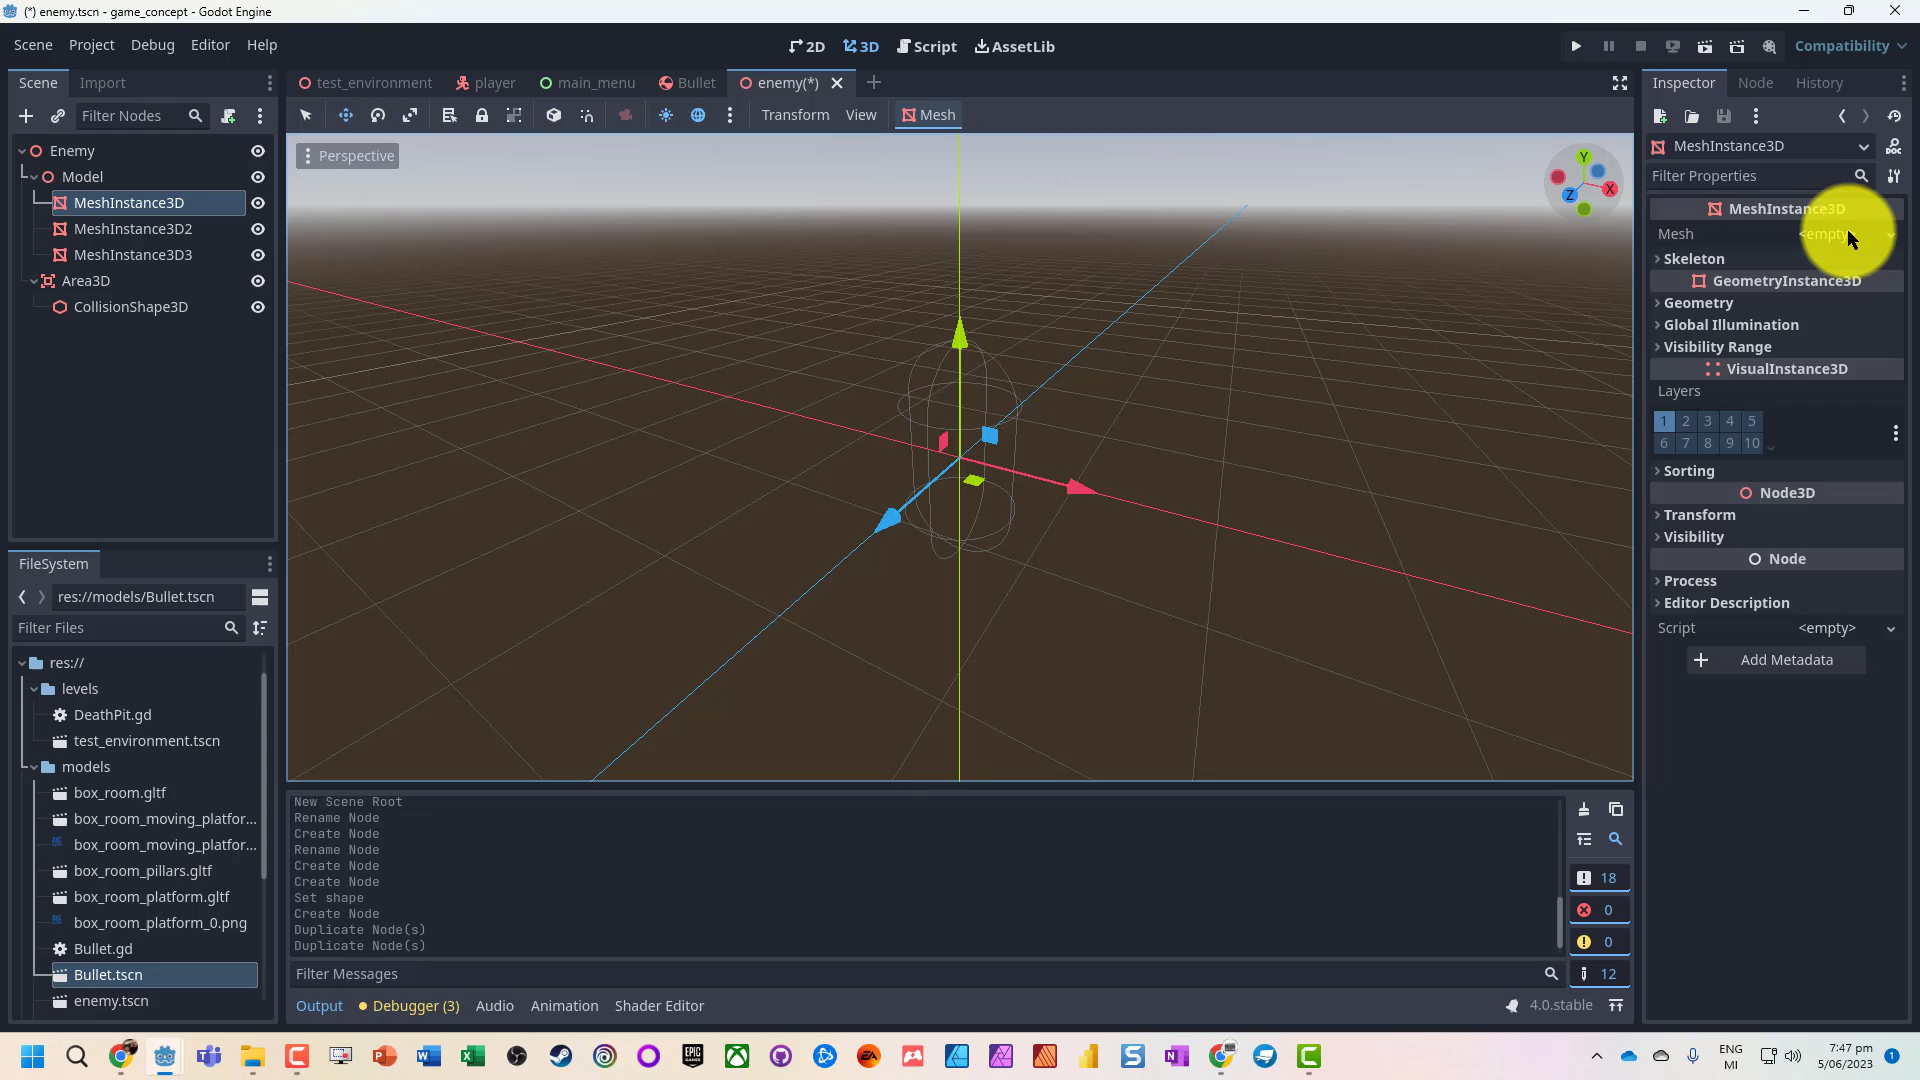 (*) enemy.tscn - game_concept - Godot Engine
Scene Project Debug Editor Help
2D 3D Script AssetLib
Compatibility
Scene Import
test_environment player main_menu Bullet enemy(*)
Inspector Node History
Filter Nodes
Transform View Mesh
Enemy
Model
MeshInstance3D
MeshInstance3D2
MeshInstance3D3
Area3D
CollisionShape3D
Perspective
Y
X
Z
MeshInstance3D
Filter Properties
MeshInstance3D
Mesh <empty
Skeleton
GeometryInstance3D
Geometry
Global Illumination
Visibility Range
VisualInstance3D
Layers
1 2 3 4 5
6 7 8 9 10
Sorting
Node3D
Transform
Visibility
Node
Process
Editor Description
Script <empty>
Add Metadata
FileSystem
res://models/Bullet.tscn
Filter Files
res://
levels
DeathPit.gd
test_environment.tscn
models
box_room.gltf
box_room_moving_platfor...
box_room_moving_platfor...
box_room_pillars.gltf
box_room_platform.gltf
box_room_platform_0.png
Bullet.gd
Bullet.tscn
enemy.tscn
New Scene Root
Rename Node
Create Node
Rename Node
Create Node
Create Node
Set shape
Create Node
Duplicate Node(s)
Duplicate Node(s)
18
0
0
12
Filter Messages
Output Debugger (3) Audio Animation Shader Editor
4.0.stable
ENG
MI
7:47 pm
5/06/2023
1